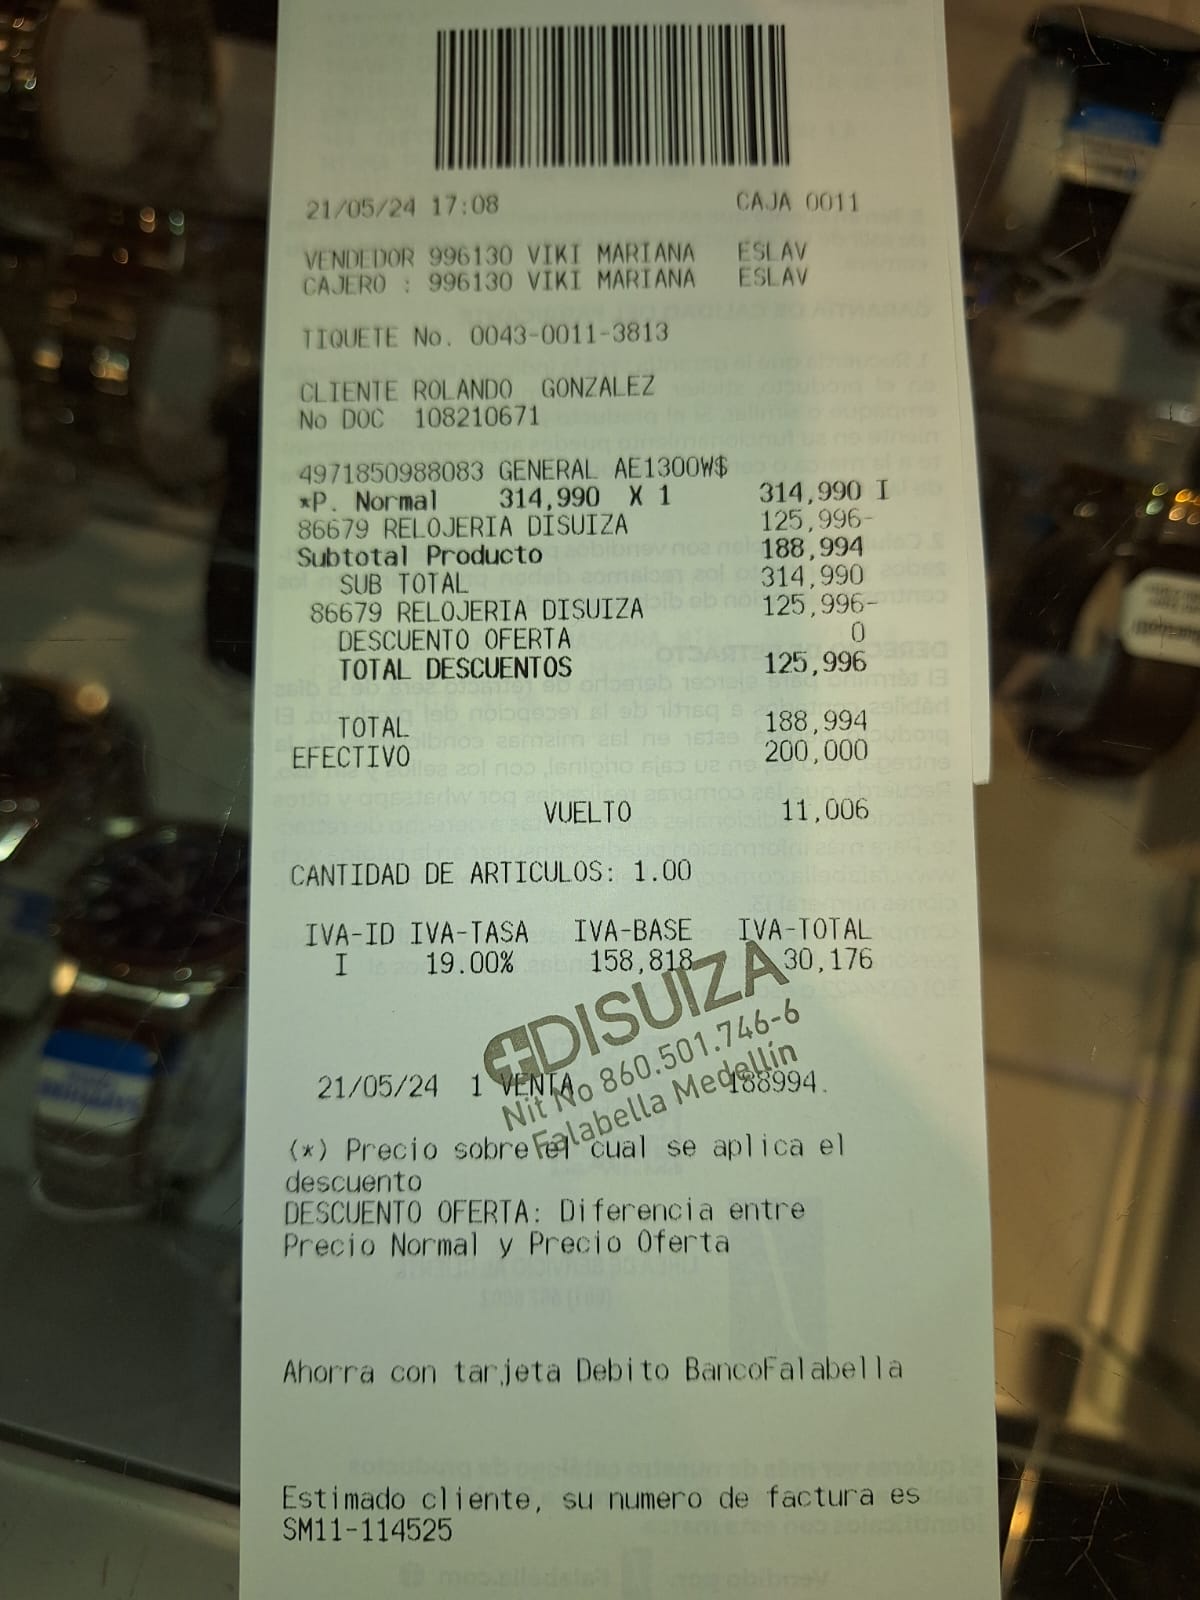 21/05/24 17:08 CAJA 0011
VENDEDOR 996130 VIKI MARIANA ESLAV
CAJERO : 996130 VIKI MARIANA ESLAV
TIQUETE No. 0043-0011-3813
CLIENTE ROLANDO GONZALEZ
No DOC 108210671
4971850988083 GENERAL AE1300W$
*P. Normal 314,990 X 1 314,990 I
86679 RELOJERIA DISUIZA 125,996-
Subtotal Producto 188,994
SUB TOTAL 314,990
86679 RELOJERIA DISUIZA 125,996-
DESCUENTO OFERTA 0
TOTAL DESCUENTOS 125,996
TOTAL 188,994
EFECTIVO 200,000
VUELTO 11,006
CANTIDAD DE ARTICULOS: 1.00
IVA-ID IVA-TASA IVA-BASE IVA-TOTAL
I 19.00% 158,818 30,176
DISUIZA
Nit No 860.501.746-6
Falabella Medellín
21/05/24 1 VENTA 188994.
(*) Precio sobre el cual se aplica el
descuento
DESCUENTO OFERTA: Diferencia entre
Precio Normal y Precio Oferta
Ahorra con tarjeta Debito BancoFalabella
Estimado cliente, su numero de factura es
SM11-114525